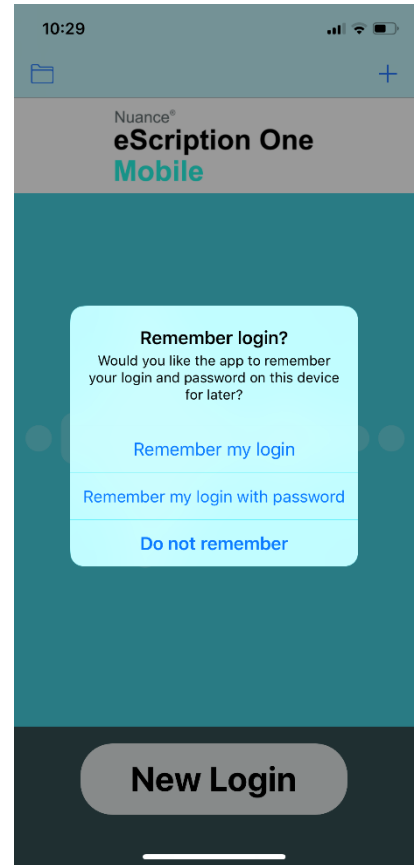 10:29
Nuance®
eScription One
Mobile
Remember login?
Would you like the app to remember
your login and password on this device
for later?
Remember my login
Remember my login with password
Do not remember
New Login